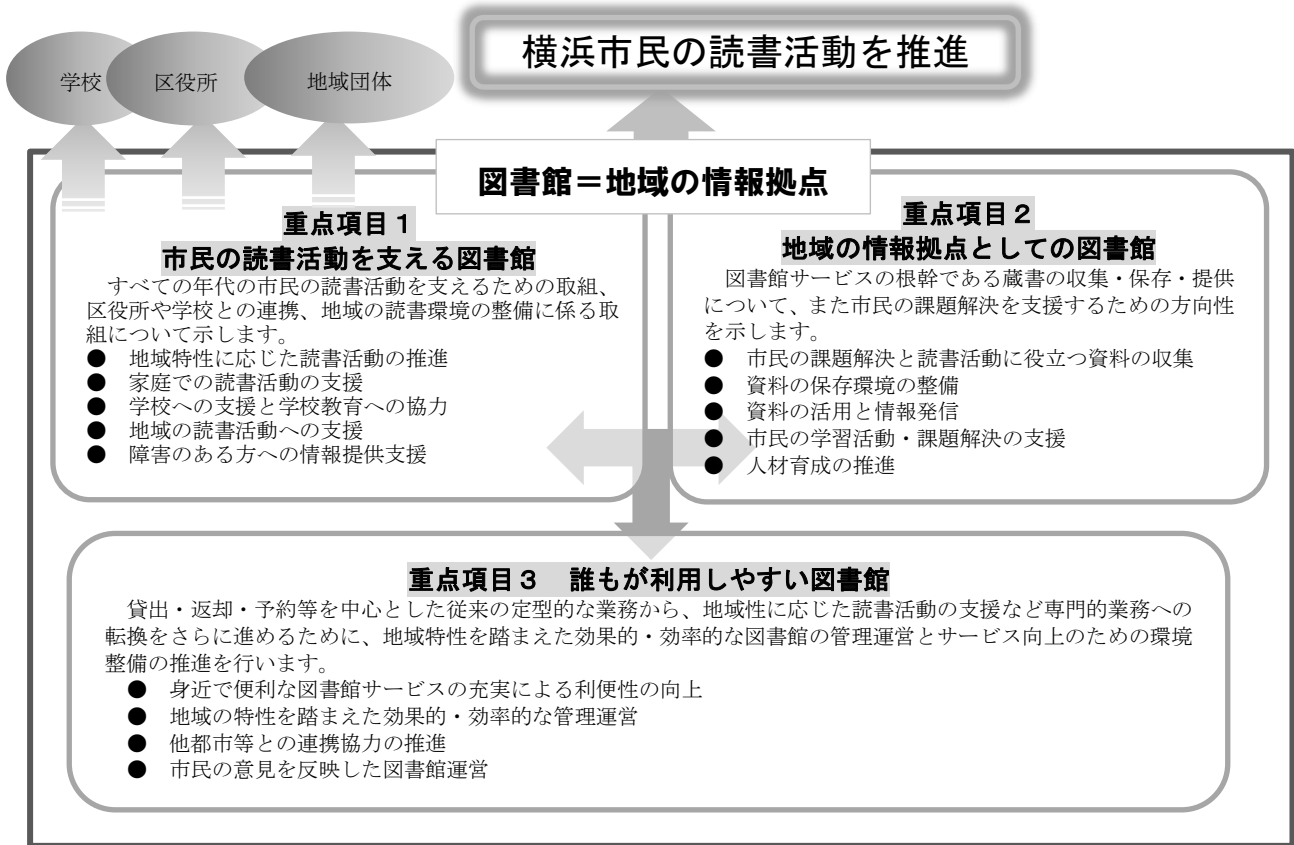 横浜市民の読書活動を推進
学校
区役所
地域団体
図書館＝地域の情報拠点
重点項目１
市民の読書活動を支える図書館
すべての年代の市民の読書活動を支えるための取組、
区役所や学校との連携、地域の読書環境の整備に係る取
組について示します。
● 地域特性に応じた読書活動の推進
● 家庭での読書活動の支援
● 学校への支援と学校教育への協力
● 地域の読書活動への支援
● 障害のある方への情報提供支援
重点項目２
地域の情報拠点としての図書館
図書館サービスの根幹である蔵書の収集・保存・提供
について、また市民の課題解決を支援するための方向性
を示します。
● 市民の課題解決と読書活動に役立つ資料の収集
● 資料の保存環境の整備
● 資料の活用と情報発信
● 市民の学習活動・課題解決の支援
● 人材育成の推進
重点項目３ 誰もが利用しやすい図書館
貸出・返却・予約等を中心とした従来の定型的な業務から、地域性に応じた読書活動の支援など専門的業務への
転換をさらに進めるために、地域特性を踏まえた効果的・効率的な図書館の管理運営とサービス向上のための環境
整備の推進を行います。
● 身近で便利な図書館サービスの充実による利便性の向上
● 地域の特性を踏まえた効果的・効率的な管理運営
● 他都市等との連携協力の推進
● 市民の意見を反映した図書館運営